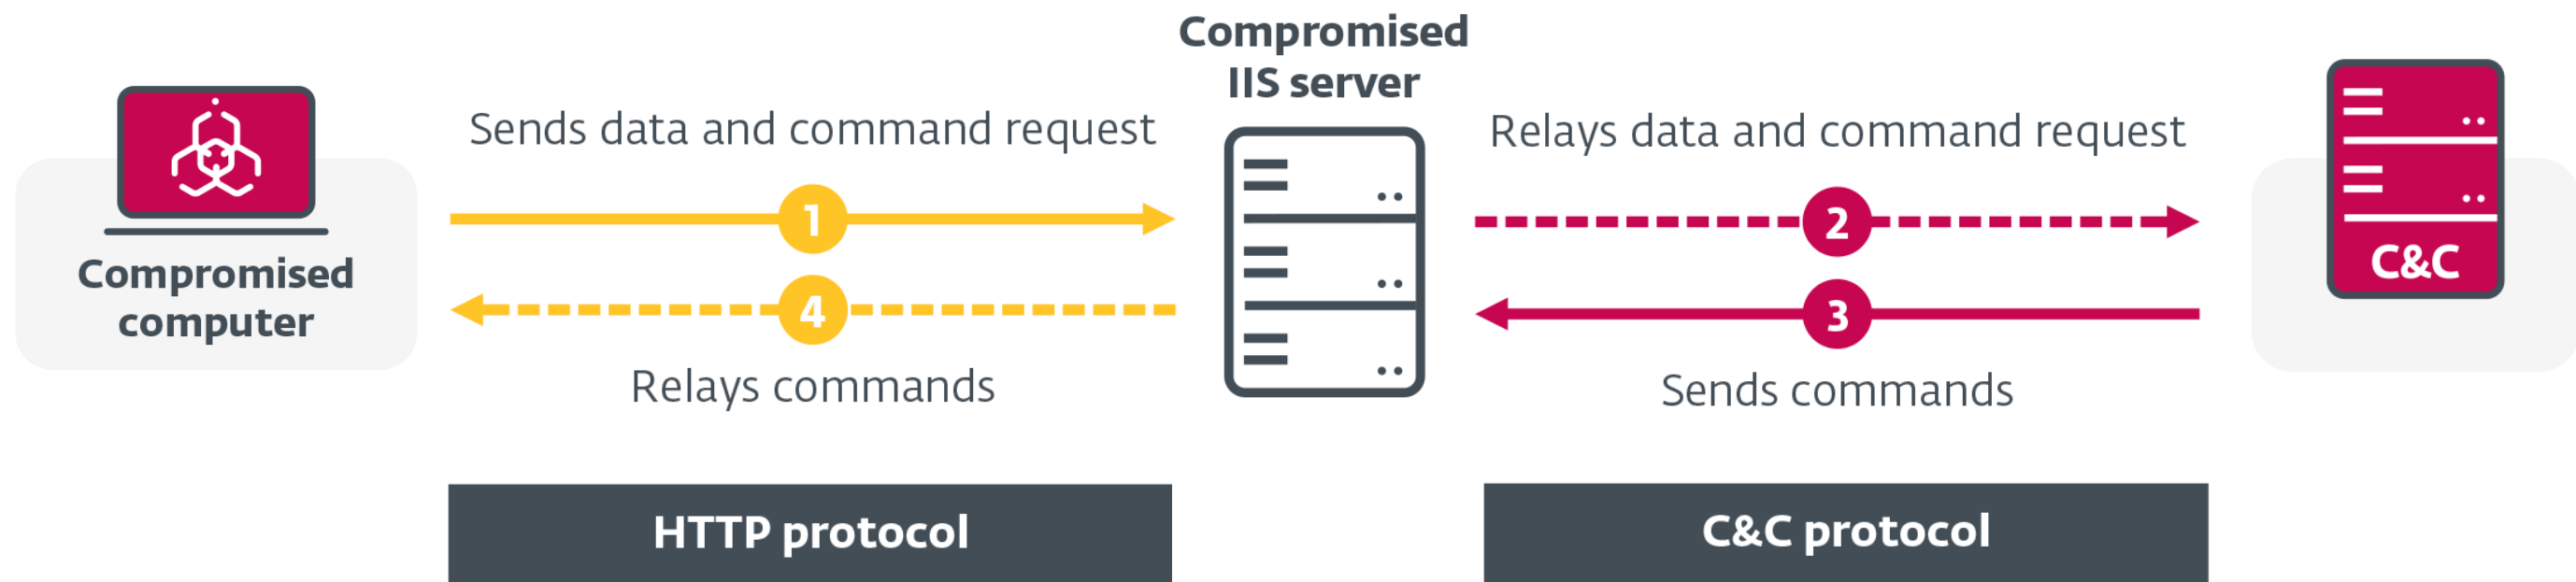 Compromised
IIS server
Sends data and command request
Relays data and command request
1
2
C&C
Compromised
computer
4
3
Relays commands
Sends commands
HTTP protocol
C&C protocol